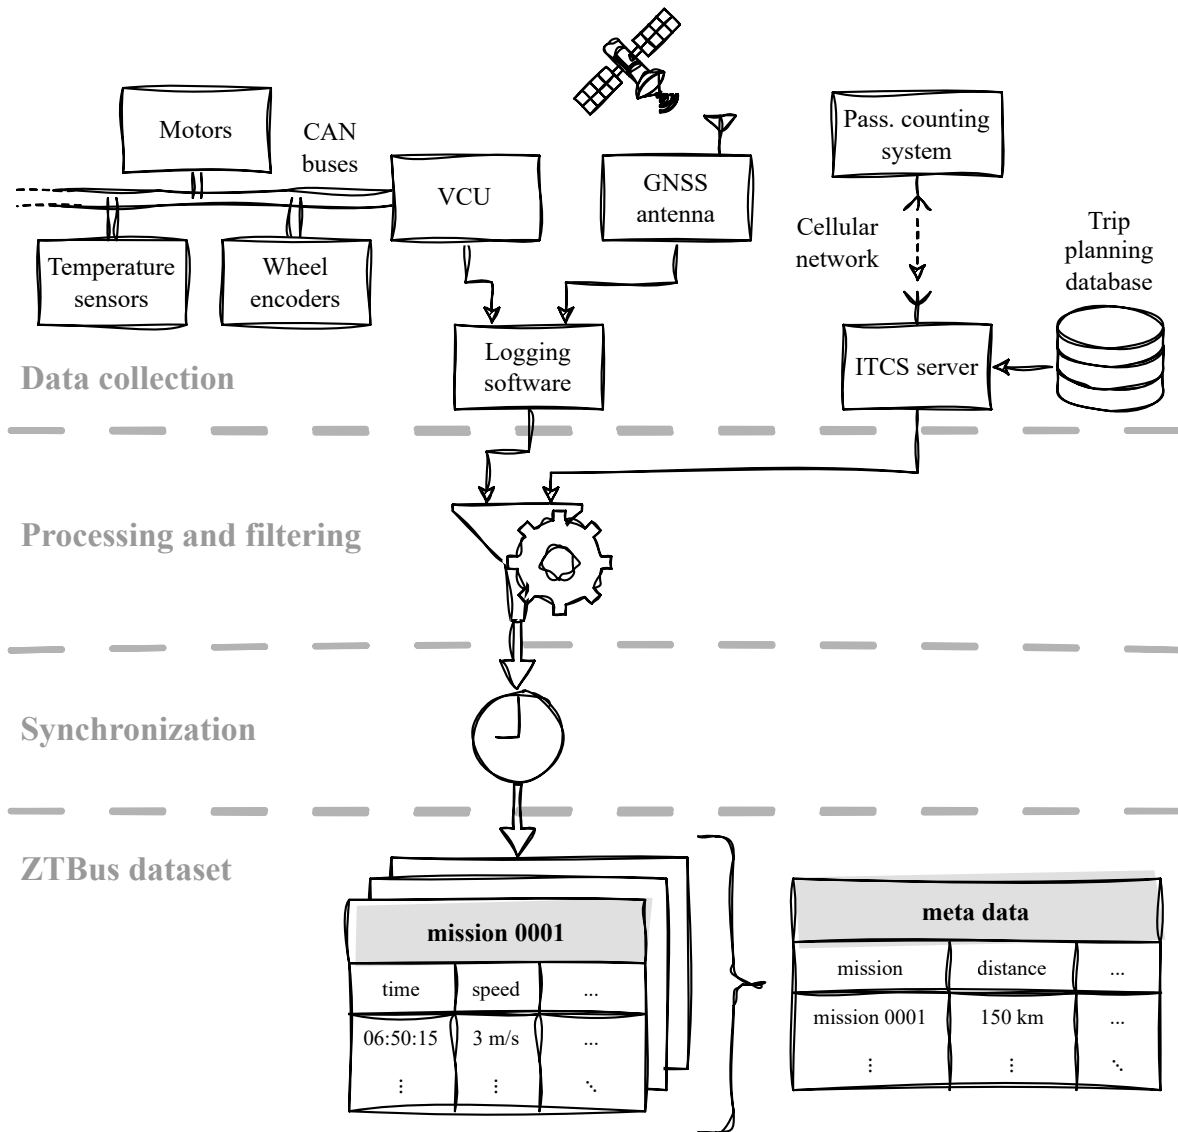 Motors
CAN
buses
VCU
GNSS
antenna
Pass. counting
system
Temperature
sensors
Wheel
encoders
Cellular
network
Trip
planning
database
Logging
software
ITCS server
Data collection
Processing and filtering
Synchronization
ZTBus dataset
mission 0001
time speed ...
06:50:15 3 m/s ...
⋮ ⋮ ⋱
meta data
mission distance ...
mission 0001 150 km ...
⋮ ⋮ ⋱